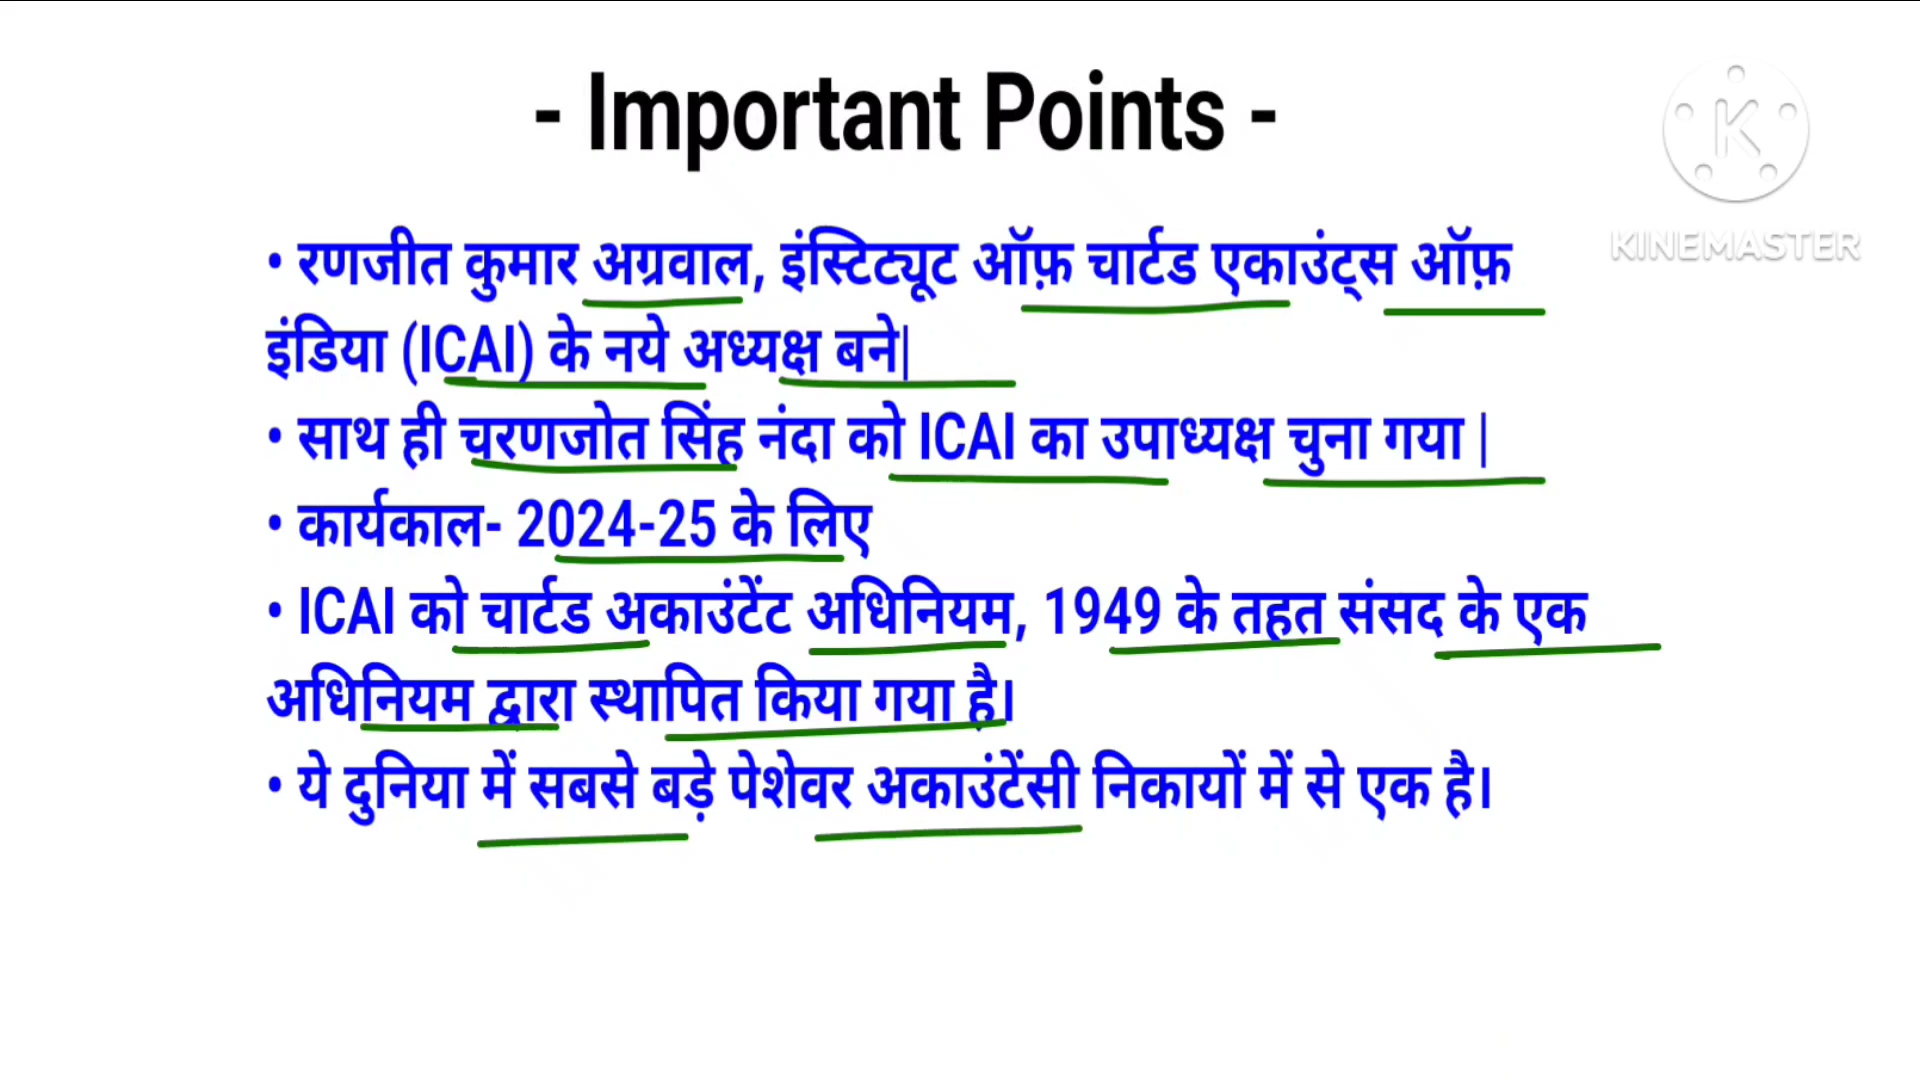 - Important Points -
K
KINEMASTER
• रणजीत कुमार अग्रवाल, इंस्टिट्यूट ऑफ़ चार्टड एकाउंट्स ऑफ़
इंडिया (ICAI) के नये अध्यक्ष बने|
• साथ ही चरणजोत सिंह नंदा को ICAI का उपाध्यक्ष चुना गया |
• कार्यकाल- 2024-25 के लिए
• ICAI को चार्टड अकाउंटेंट अधिनियम, 1949 के तहत संसद के एक
अधिनियम द्वारा स्थापित किया गया है।
• ये दुनिया में सबसे बड़े पेशेवर अकाउंटेंसी निकायों में से एक है।